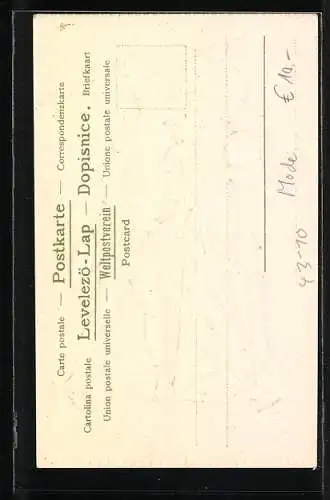 Carte postale — Postkarte — Correspondenzkarte
Cartolina postale Levelezö-Lap — Dopisnice. Briefkaart
Union postale universelle — Weltpostverein — Unione postale universale
Postcard
Mode € 10,-
43-70